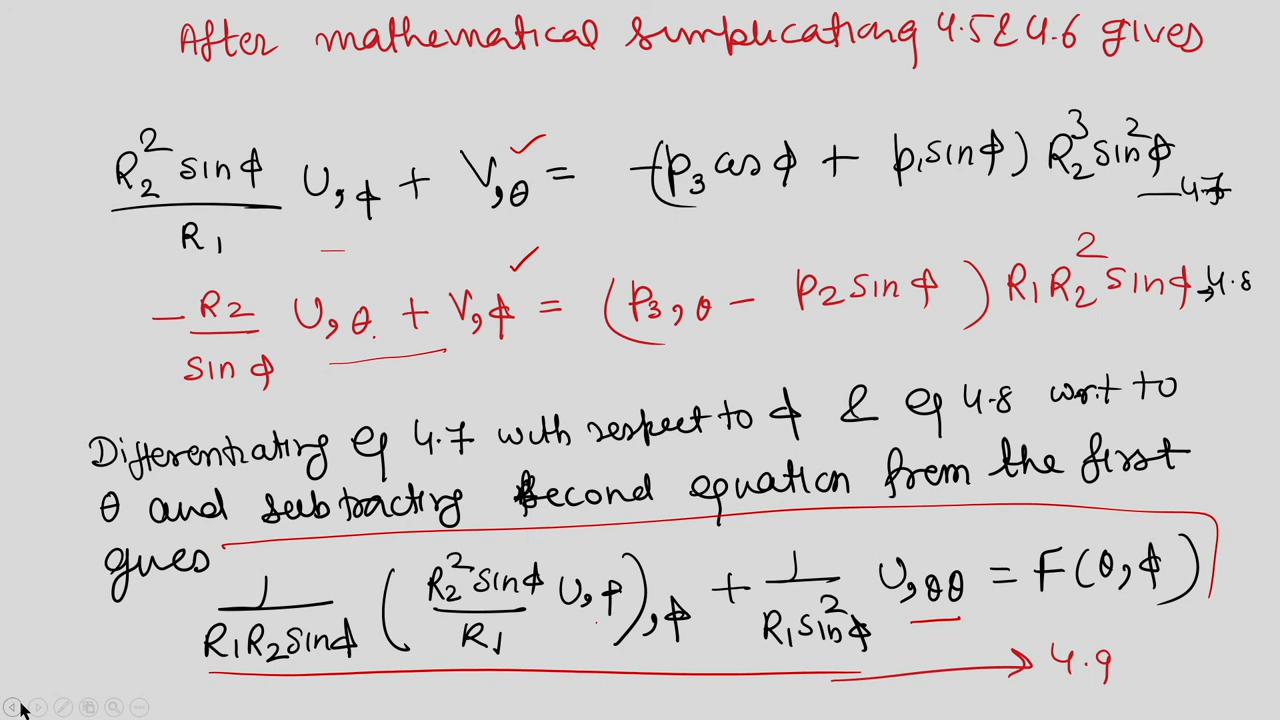 After mathematical simplicationg 4.5 & 4.6 gives
R₂² sinϕ / R₁ U,ϕ + V,θ = -(p₃ cosϕ + p₁ sinϕ) R₂³ sin²ϕ — 4.7
- R₂ / sinϕ U,θ + V,ϕ = (p₃,θ - p₂ sinϕ) R₁R₂² sinϕ → 4.8
Differentiating eq 4.7 with respect to ϕ & eq 4.8 wrt to
θ and subtracting second equation from the first
gives
1 / R₁R₂ sinϕ (R₂² sinϕ / R₁ U,ϕ),ϕ + 1 / R₁ sin²ϕ U,θθ = F(θ,ϕ)
→ 4.9